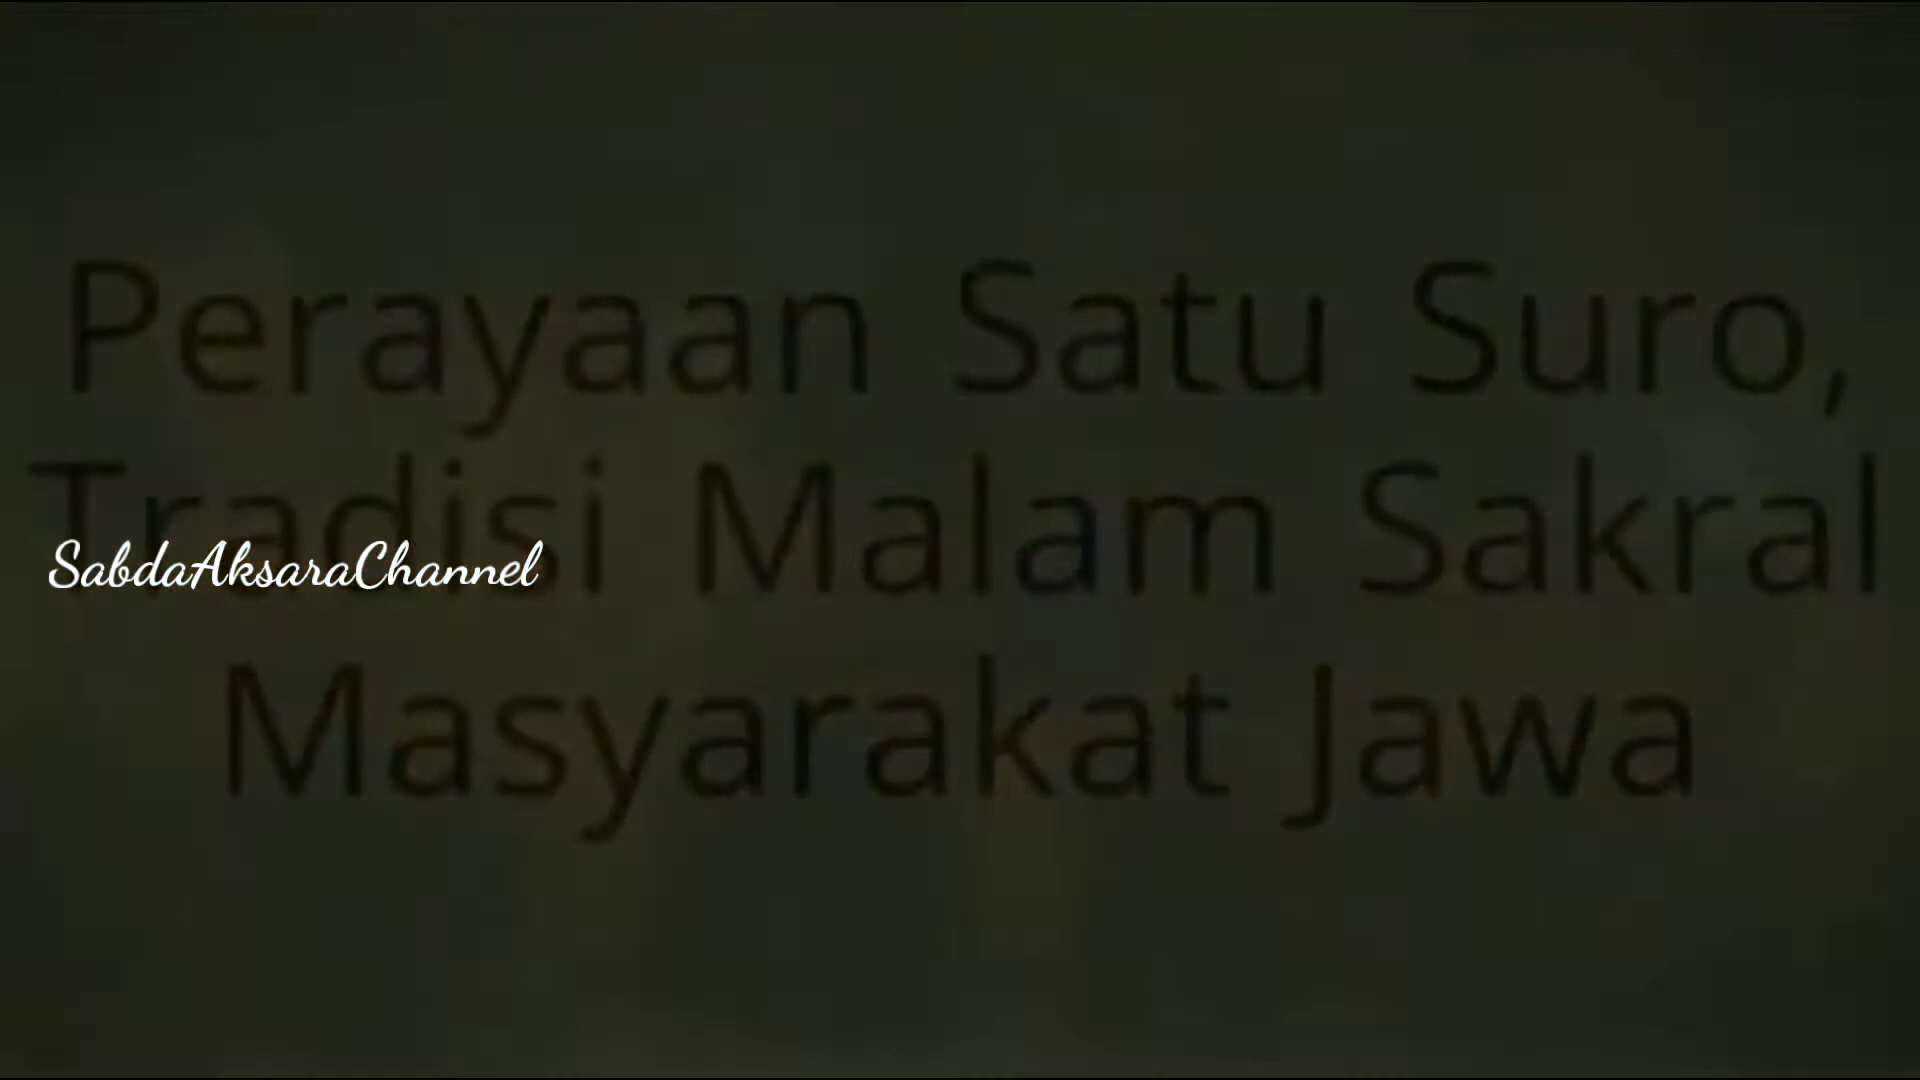 Perayaan Satu Suro,
Tradisi Malam Sakral
SabdaAksaraChannel
Masyarakat Jawa